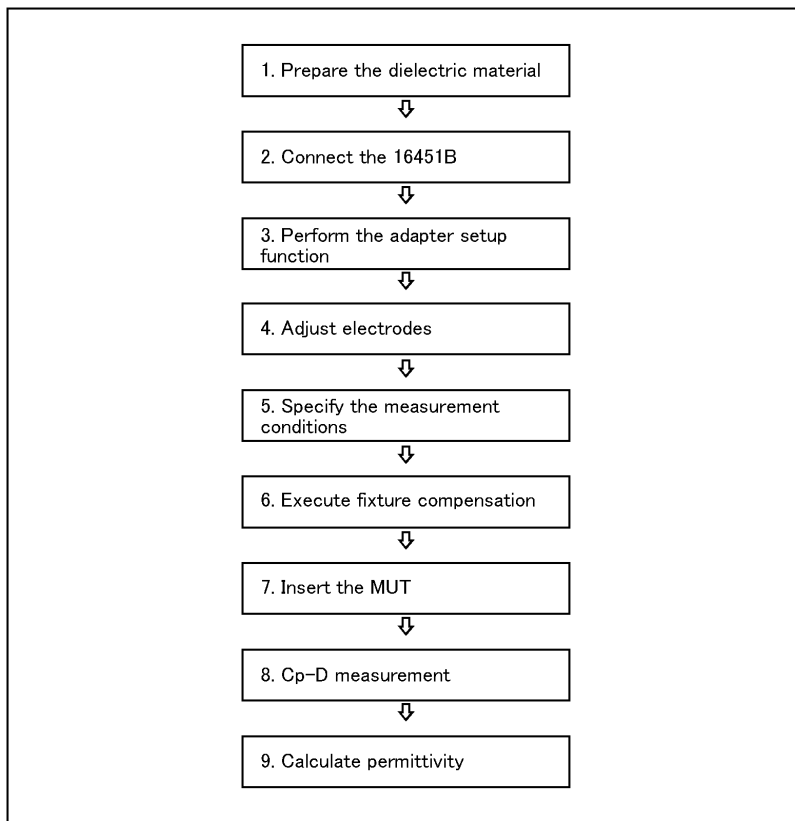 1. Prepare the dielectric material
2. Connect the 16451B
3. Perform the adapter setup
function
4. Adjust electrodes
5. Specify the measurement
conditions
6. Execute fixture compensation
7. Insert the MUT
8. Cp-D measurement
9. Calculate permittivity